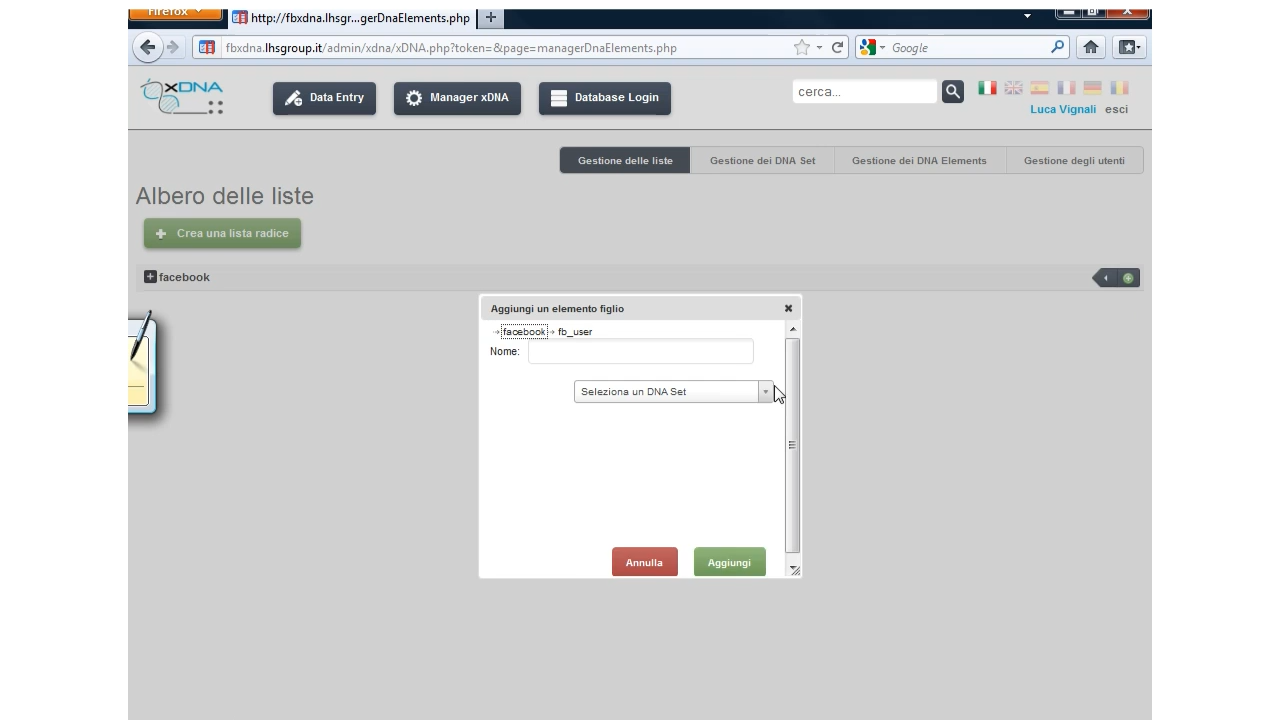 Firefox
http://fbxdna.lhsgr...gerDnaElements.php
fbxdna.lhsgroup.it/admin/xdna/xDNA.php?token=&page=managerDnaElements.php
Google
xDNA
Data Entry
Manager xDNA
Database Login
cerca...
Luca Vignali esci
Gestione delle liste
Gestione dei DNA Set
Gestione dei DNA Elements
Gestione degli utenti
Albero delle liste
Crea una lista radice
facebook
Aggiungi un elemento figlio
facebook fb_user
Nome:
Seleziona un DNA Set
Annulla
Aggiungi